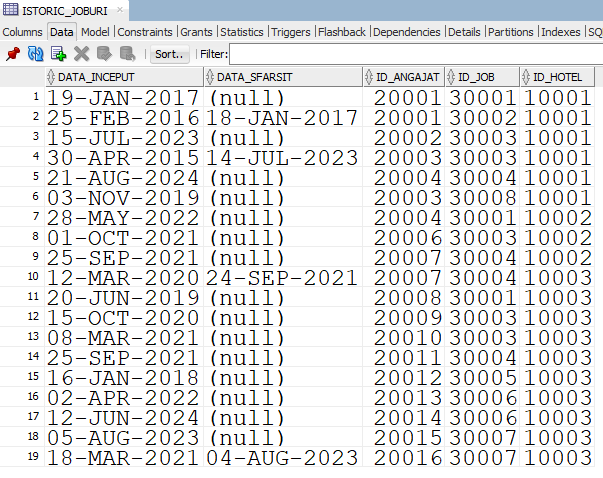 ISTORIC_JOBURI
Columns Data Model Constraints Grants Statistics Triggers Flashback Dependencies Details Partitions Indexes SQ
Sort.. Filter:
DATA_INCEPUT DATA_SFARSIT ID_ANGAJAT ID_JOB ID_HOTEL
1 19-JAN-2017 (null) 20001 30001 10001
2 25-FEB-2016 18-JAN-2017 20001 30002 10001
3 15-JUL-2023 (null) 20002 30003 10001
4 30-APR-2015 14-JUL-2023 20003 30003 10001
5 21-AUG-2024 (null) 20004 30004 10001
6 03-NOV-2019 (null) 20003 30008 10001
7 28-MAY-2022 (null) 20004 30001 10002
8 01-OCT-2021 (null) 20006 30003 10002
9 25-SEP-2021 (null) 20007 30004 10002
10 12-MAR-2020 24-SEP-2021 20007 30004 10003
11 20-JUN-2019 (null) 20008 30001 10003
12 15-OCT-2020 (null) 20009 30003 10003
13 08-MAR-2021 (null) 20010 30003 10003
14 25-SEP-2021 (null) 20011 30004 10003
15 16-JAN-2018 (null) 20012 30005 10003
16 02-APR-2022 (null) 20013 30006 10003
17 12-JUN-2024 (null) 20014 30006 10003
18 05-AUG-2023 (null) 20015 30007 10003
19 18-MAR-2021 04-AUG-2023 20016 30007 10003